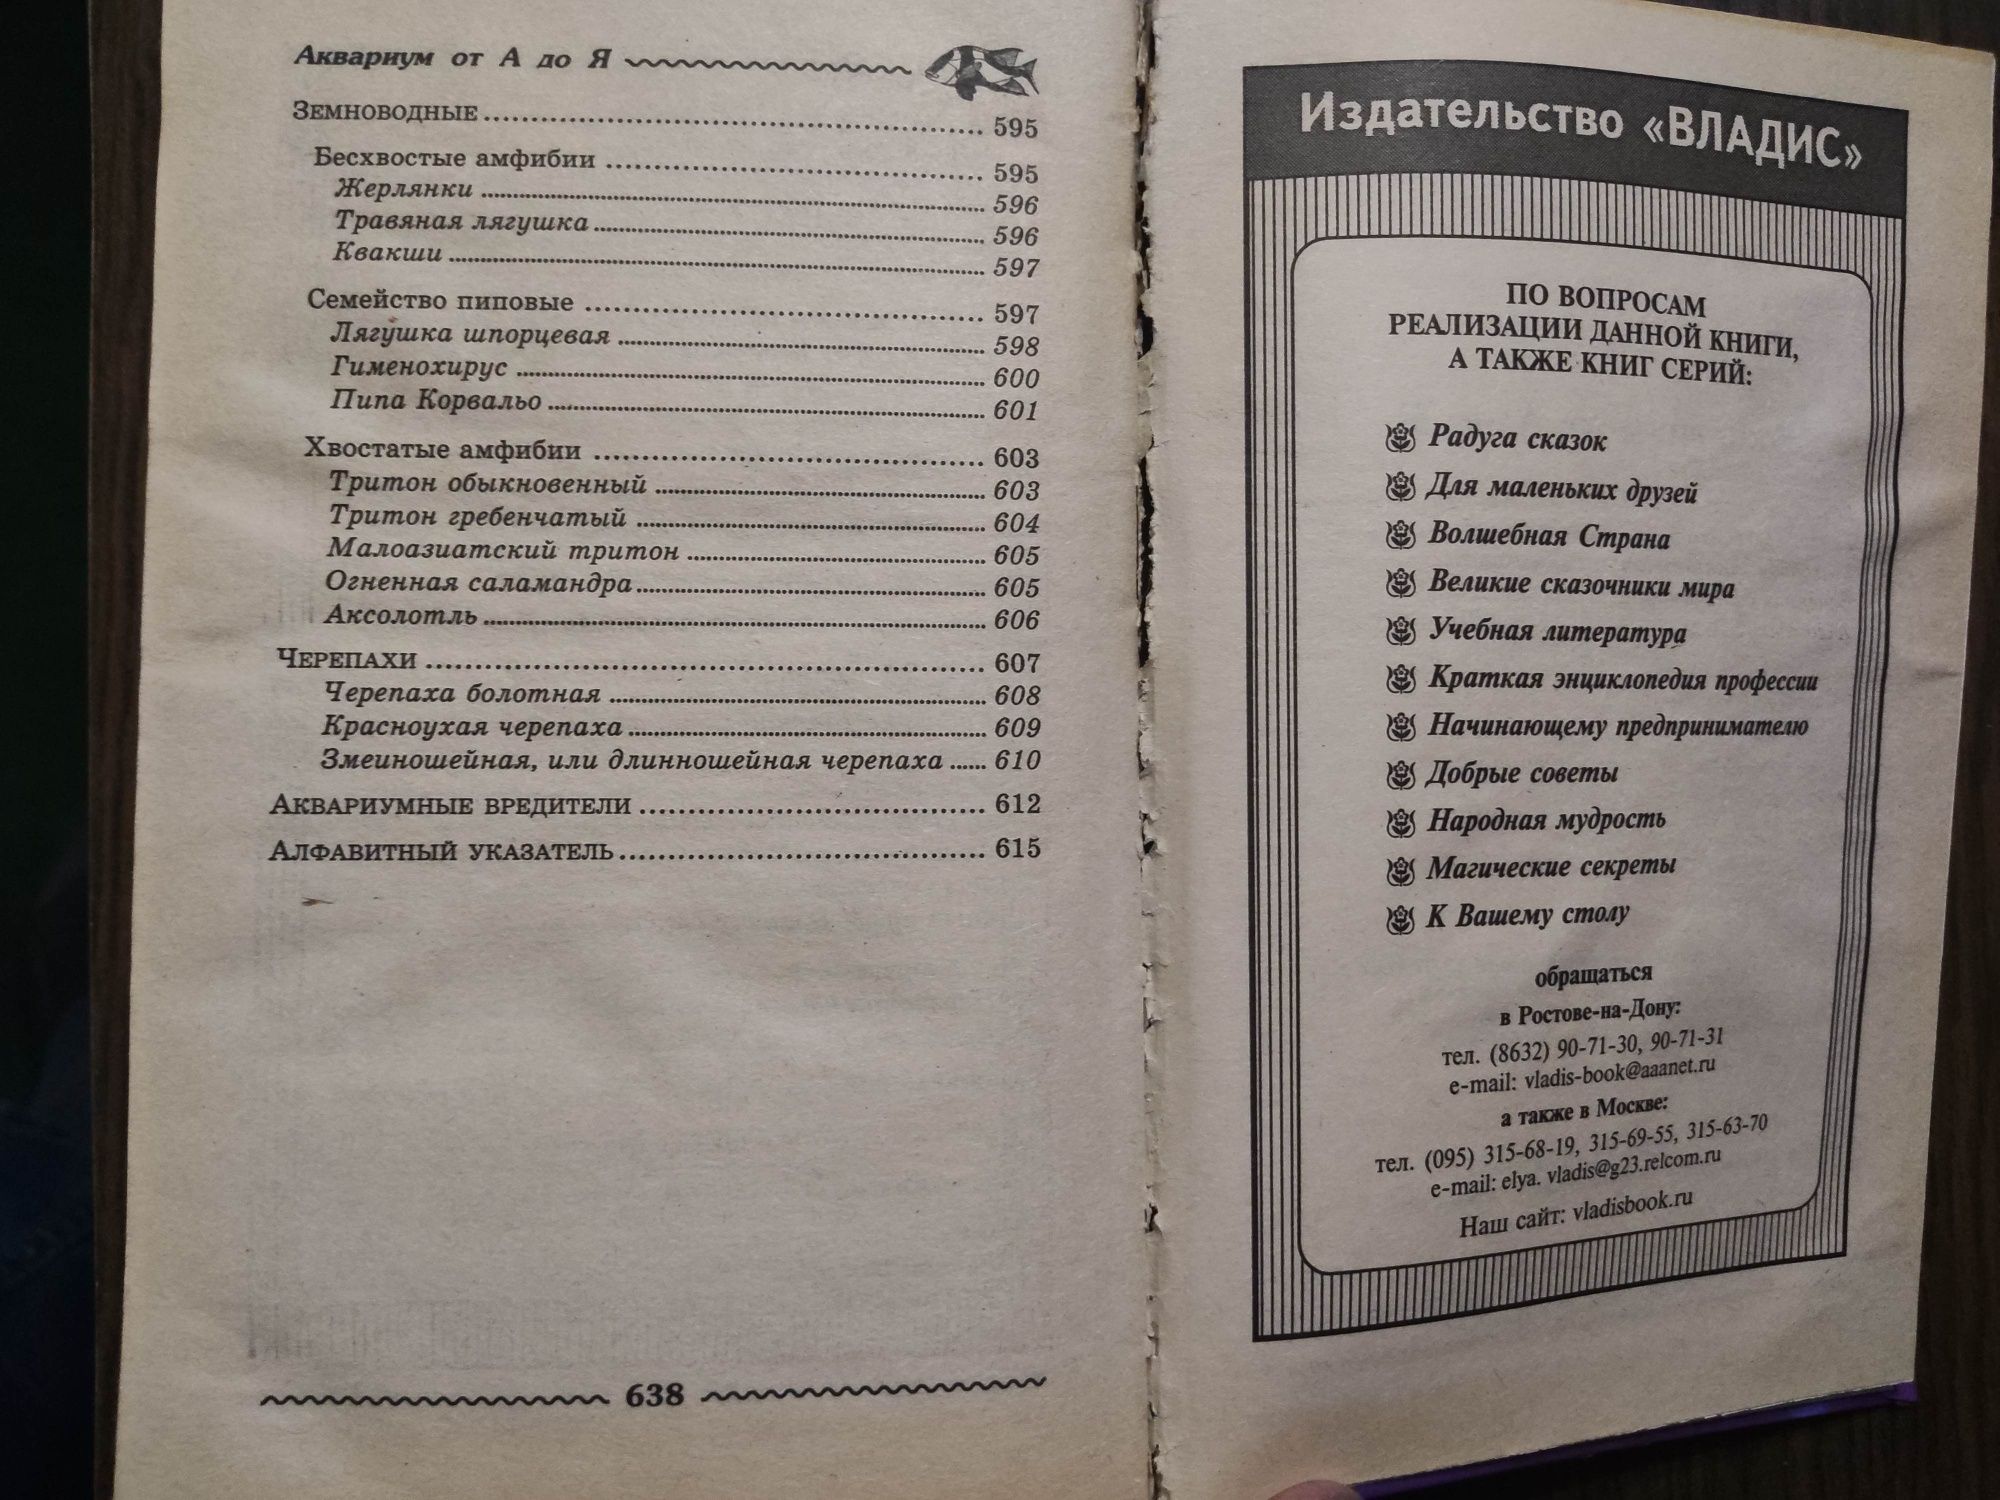 Аквариум от А до Я
Земноводные 595
Бесхвостые амфибии 595
Жерлянки 596
Травяная лягушка 596
Квакши 597
Семейство пиповые 597
Лягушка шпорцевая 598
Гименохирус 600
Пипа Корвальо 601
Хвостатые амфибии 603
Тритон обыкновенный 603
Тритон гребенчатый 604
Малоазиатский тритон 605
Огненная саламандра 605
Аксолотль 606
Черепахи 607
Черепаха болотная 608
Красноухая черепаха 609
Змеиношейная, или длинношейная черепаха 610
Аквариумные вредители 612
Алфавитный указатель 615
638
Издательство «ВЛАДИС»
ПО ВОПРОСАМ
РЕАЛИЗАЦИИ ДАННОЙ КНИГИ,
А ТАКЖЕ КНИГ СЕРИЙ:
Радуга сказок
Для маленьких друзей
Волшебная Страна
Великие сказочники мира
Учебная литература
Краткая энциклопедия профессии
Начинающему предпринимателю
Добрые советы
Народная мудрость
Магические секреты
К Вашему столу
обращаться
в Ростове-на-Дону:
тел. (8632) 90-71-30, 90-71-31
e-mail: vladis-book@aaanet.ru
а также в Москве:
тел. (095) 315-68-19, 315-69-55, 315-63-70
e-mail: elya. vladis@g23.relcom.ru
Наш сайт: vladisbook.ru